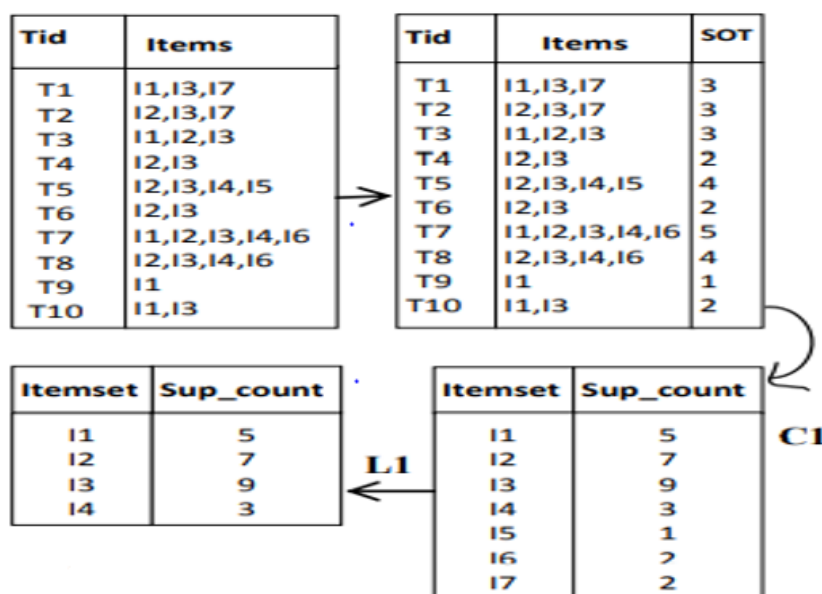 Tid Items
T1 I1,I3,I7
T2 I2,I3,I7
T3 I1,I2,I3
T4 I2,I3
T5 I2,I3,I4,I5
T6 I2,I3
T7 I1,I2,I3,I4,I6
T8 I2,I3,I4,I6
T9 I1
T10 I1,I3
Tid Items SOT
T1 I1,I3,I7 3
T2 I2,I3,I7 3
T3 I1,I2,I3 3
T4 I2,I3 2
T5 I2,I3,I4,I5 4
T6 I2,I3 2
T7 I1,I2,I3,I4,I6 5
T8 I2,I3,I4,I6 4
T9 I1 1
T10 I1,I3 2
Itemset Sup_count
I1 5
I2 7
I3 9
I4 3
L1
Itemset Sup_count
I1 5
I2 7
I3 9
I4 3
I5 1
I6 2
I7 2
C1